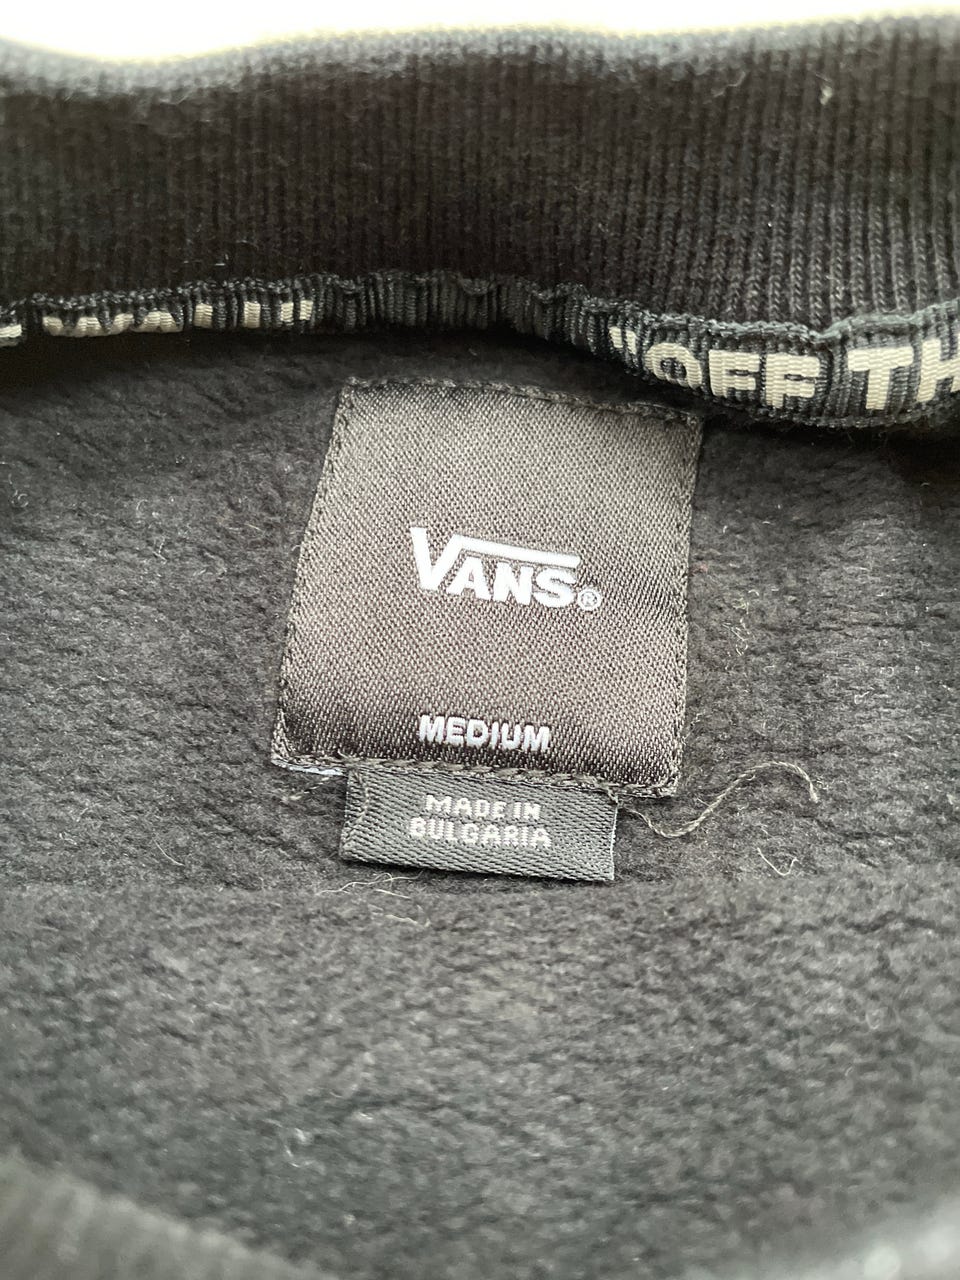 "OFF TH
VANS®
MEDIUM
MADE IN
BULGARIA